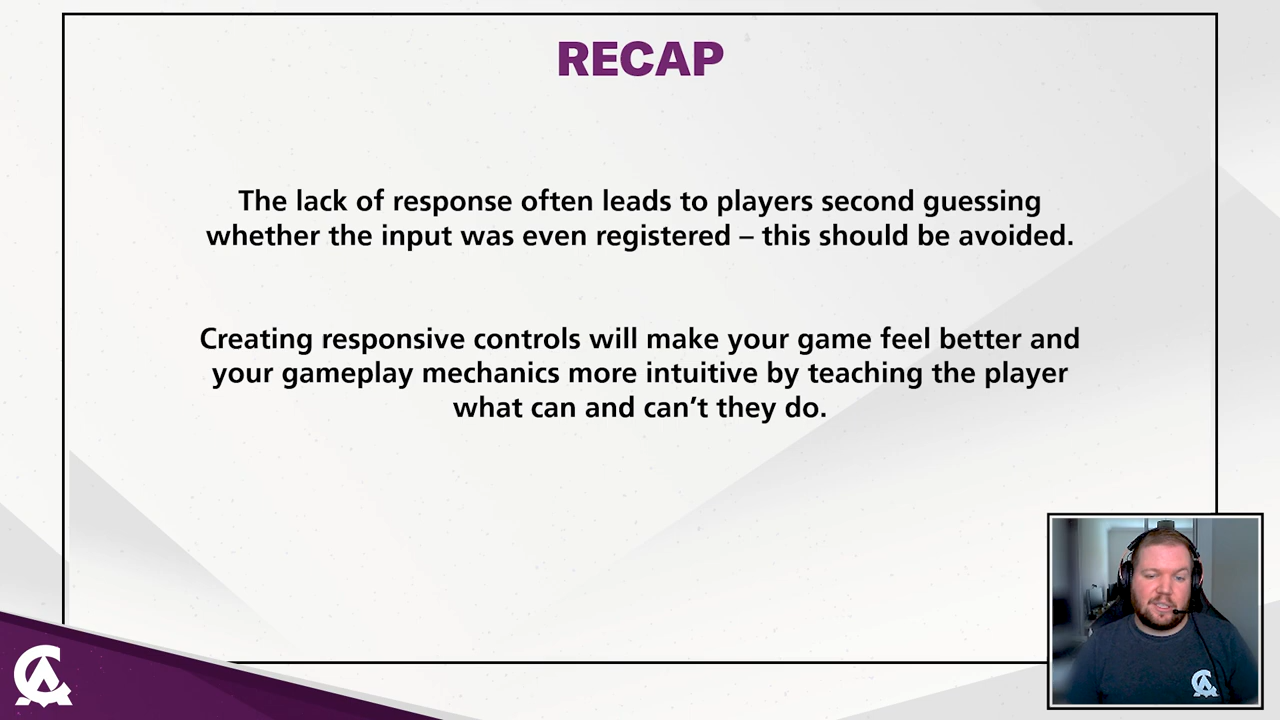 RECAP
The lack of response often leads to players second guessing
whether the input was even registered – this should be avoided.
Creating responsive controls will make your game feel better and
your gameplay mechanics more intuitive by teaching the player
what can and can’t they do.